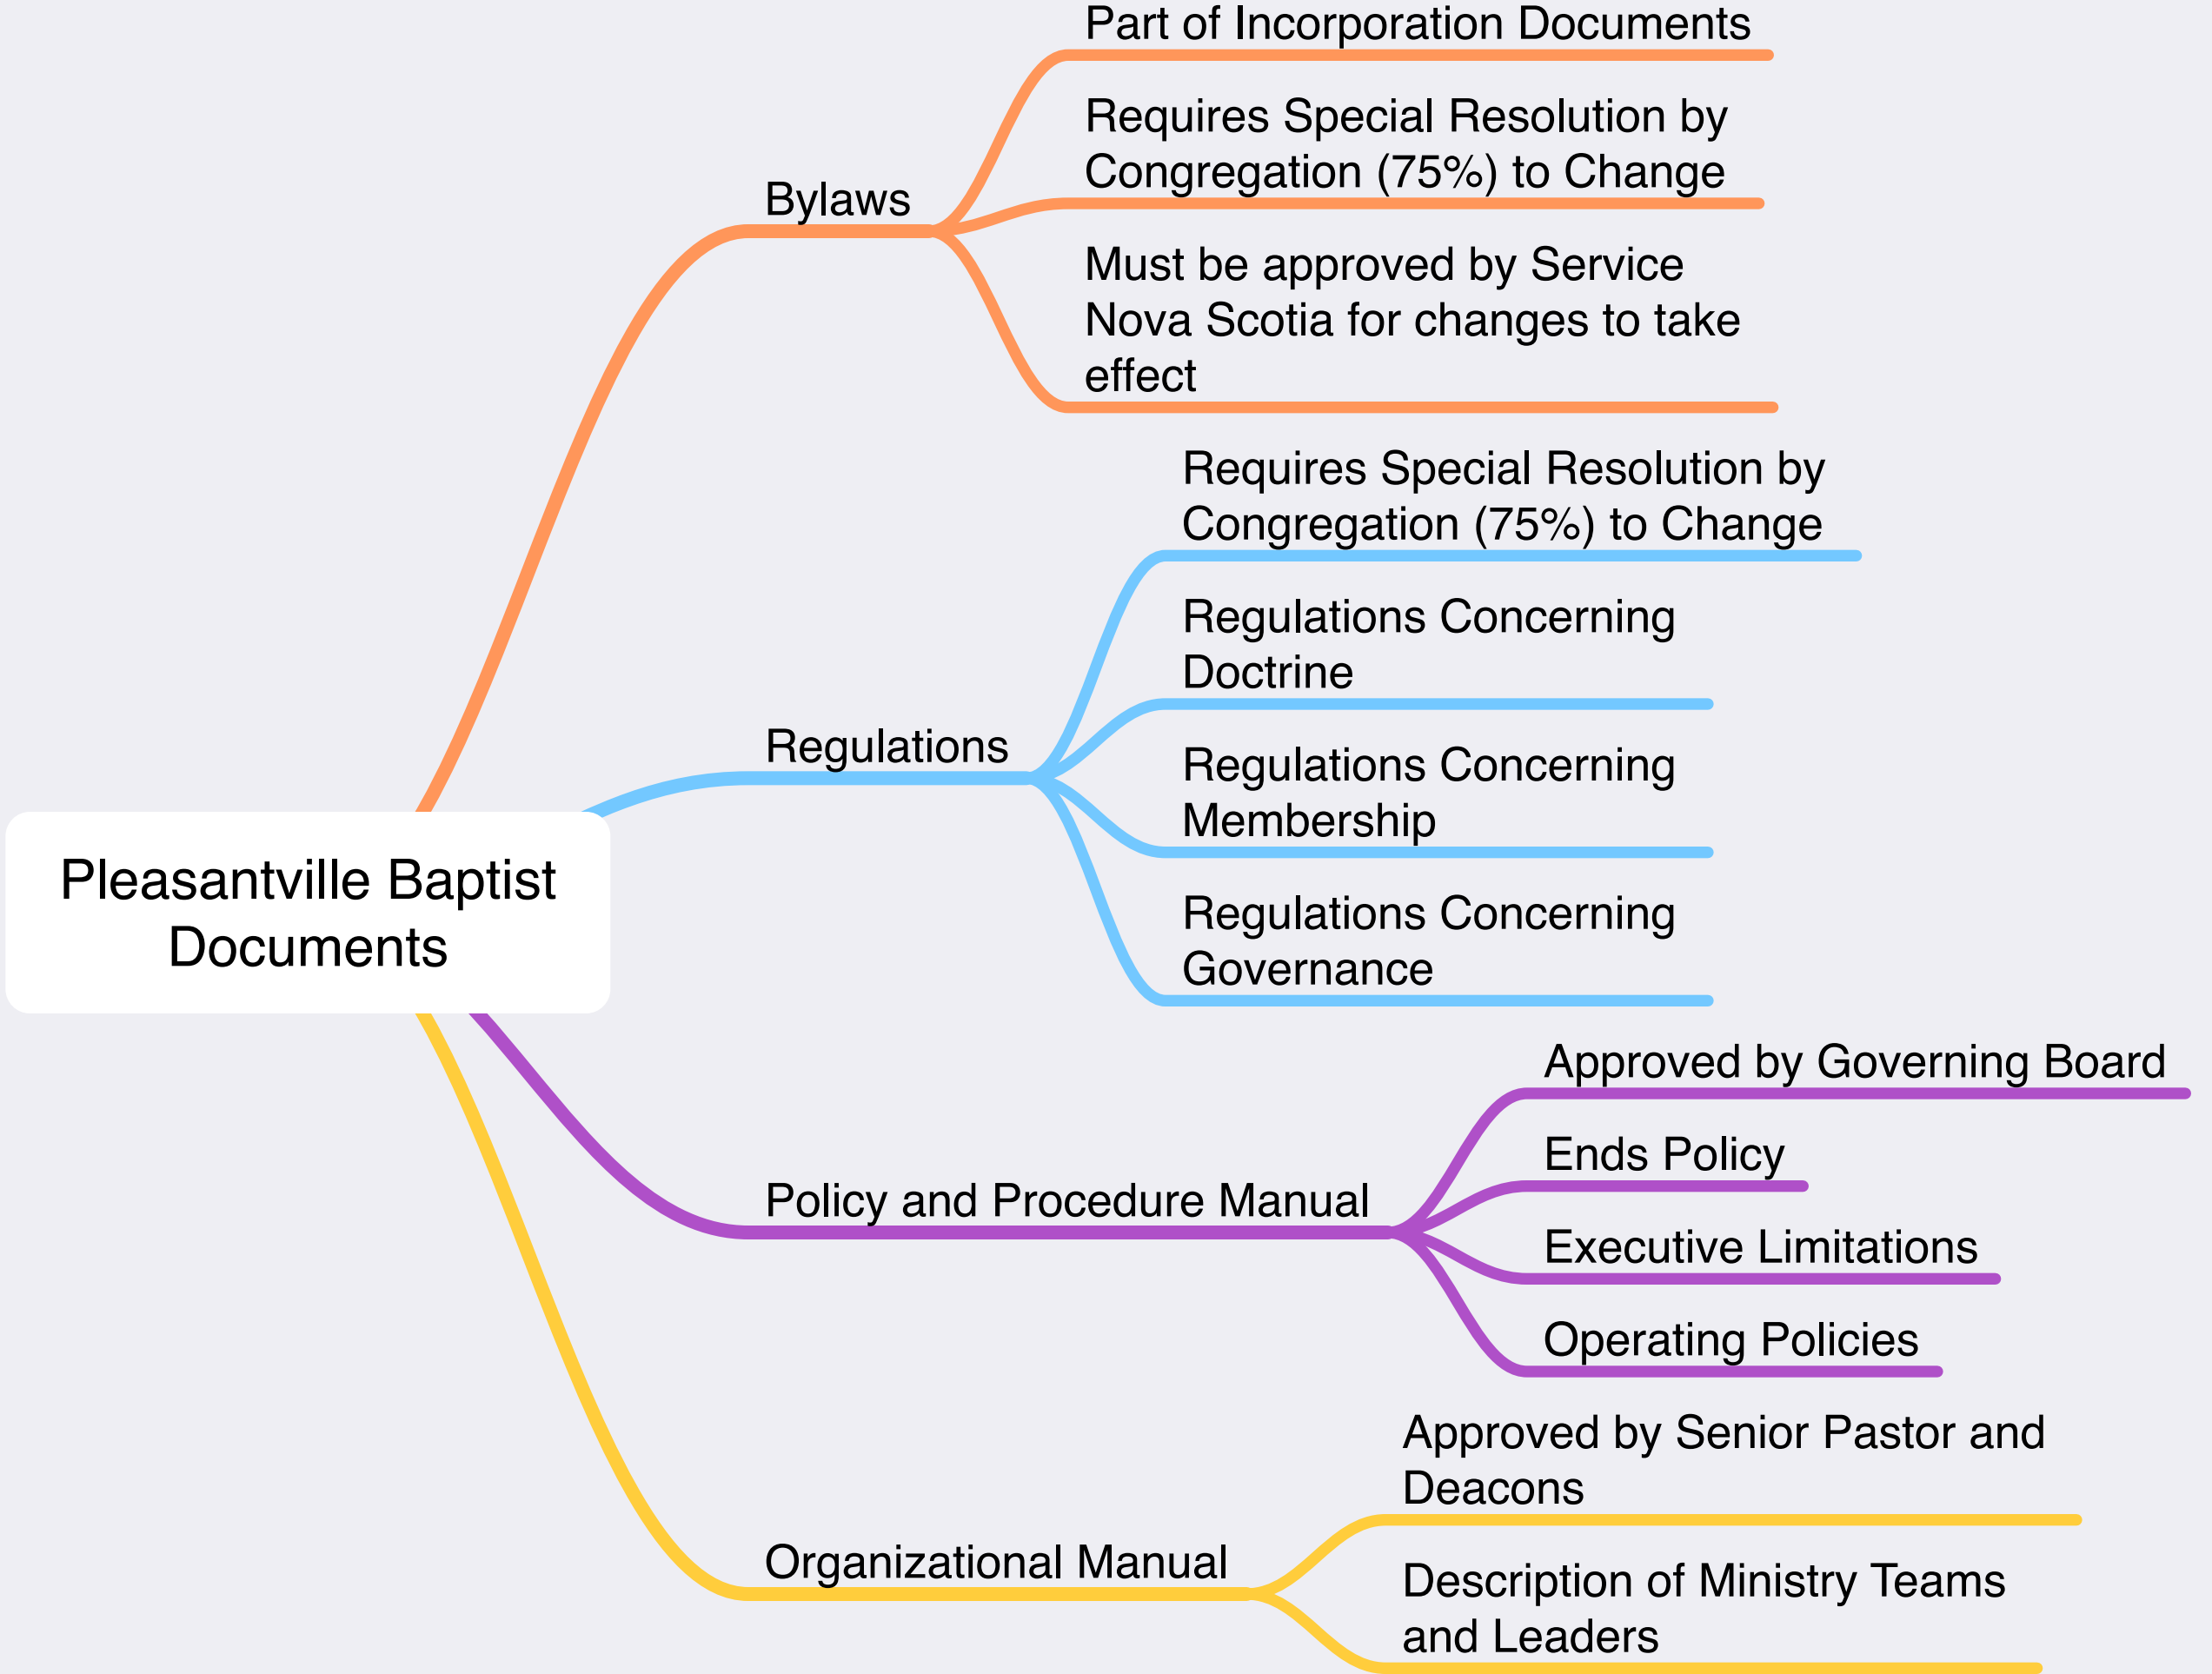 Pleasantville Baptist
Documents
Bylaws
Part of Incorporation Documents
Requires Special Resolution by
Congregation (75%) to Change
Must be approved by Service
Nova Scotia for changes to take
effect
Regulations
Requires Special Resolution by
Congregation (75%) to Change
Regulations Concerning
Doctrine
Regulations Concerning
Membership
Regulations Concerning
Governance
Policy and Procedure Manual
Approved by Governing Board
Ends Policy
Executive Limitations
Operating Policies
Organizational Manual
Approved by Senior Pastor and
Deacons
Description of Ministry Teams
and Leaders